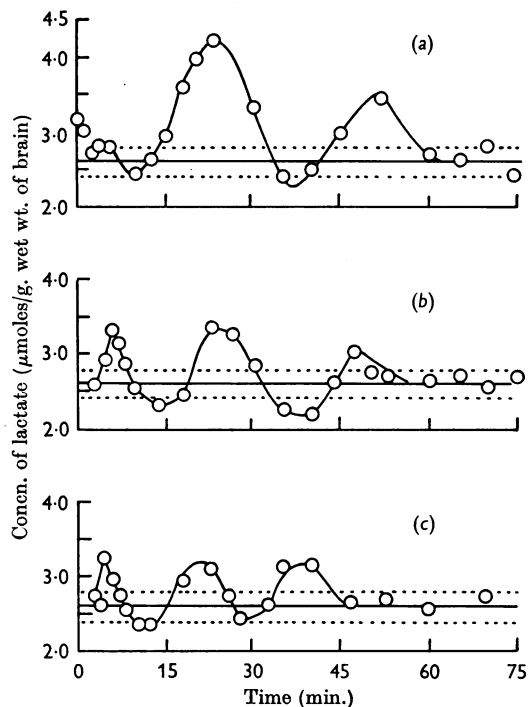 Concn. of lactate (μmoles/g. wet wt. of brain)
4·5
4·0
3·0
2·0
(a)
4·0
3·0
2·0
(b)
4·0
3·0
2·0
(c)
0 15 30 45 60 75
Time (min.)